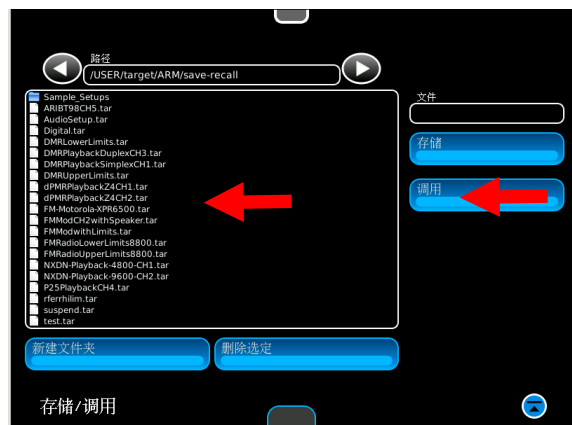 路径
/USER/target/ARM/save-recall
Sample_Setups
ARIBT98CH5.tar
AudioSetup.tar
Digital.tar
DMRLowerLimits.tar
DMRPlaybackDuplexCH3.tar
DMRPlaybackSimplexCH1.tar
DMRUpperLimits.tar
dPMRPlaybackZ4CH1.tar
dPMRPlaybackZ4CH2.tar
FM-Motorola-XPR6500.tar
FMModCH2withSpeaker.tar
FMModwithLimits.tar
FMRadioLowerLimits8800.tar
FMRadioUpperLimits8800.tar
NXDN-Playback-4800-CH1.tar
NXDN-Playback-9600-CH2.tar
P25PlaybackCH4.tar
rferrhilim.tar
suspend.tar
test.tar
文件
存储
调用
新建文件夹
删除选定
存储/调用